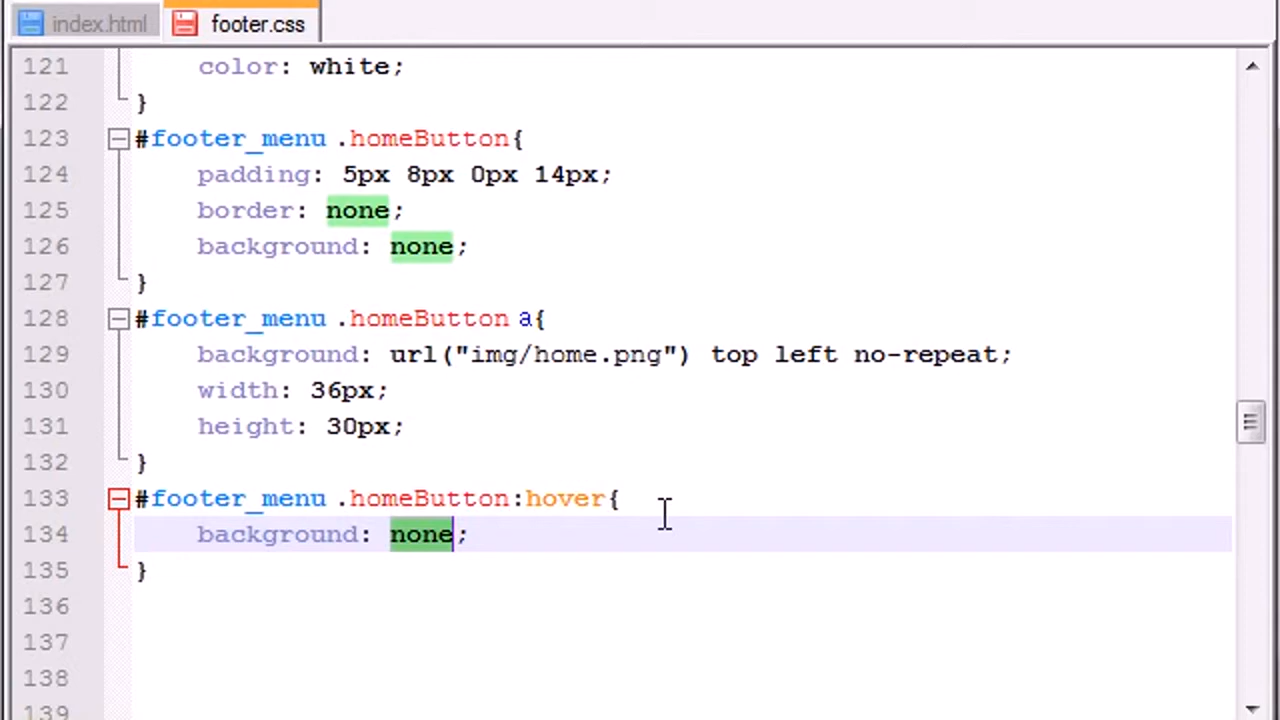 index.html footer.css
121 color: white;
122 }
123 #footer_menu .homeButton{
124 padding: 5px 8px 0px 14px;
125 border: none;
126 background: none;
127 }
128 #footer_menu .homeButton a{
129 background: url("img/home.png") top left no-repeat;
130 width: 36px;
131 height: 30px;
132 }
133 #footer_menu .homeButton:hover{
134 background: none;
135 }
136
137
138
139